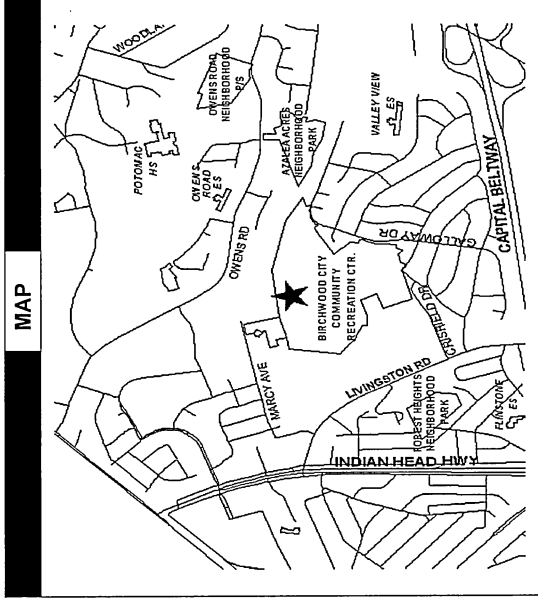 MAP
WOODLA
POTOMAC
HS
OWENS ROAD
NEIGHBORHOOD
P/S
OWENS
ROAD
ES
AZALEA ACRES
NEIGHBORHOOD
PARK
VALLEY VIEW
ES
OWENS RD
BIRCHWOOD CITY
COMMUNITY
RECREATION CTR.
GALLOWAY DR
CAPITAL BELTWAY
MARCY AVE
CRISFIELD DR
LIVINGSTON RD
FOREST HEIGHTS
NEIGHBORHOOD
PARK
FLINSTONE
ES
INDIAN HEAD HWY